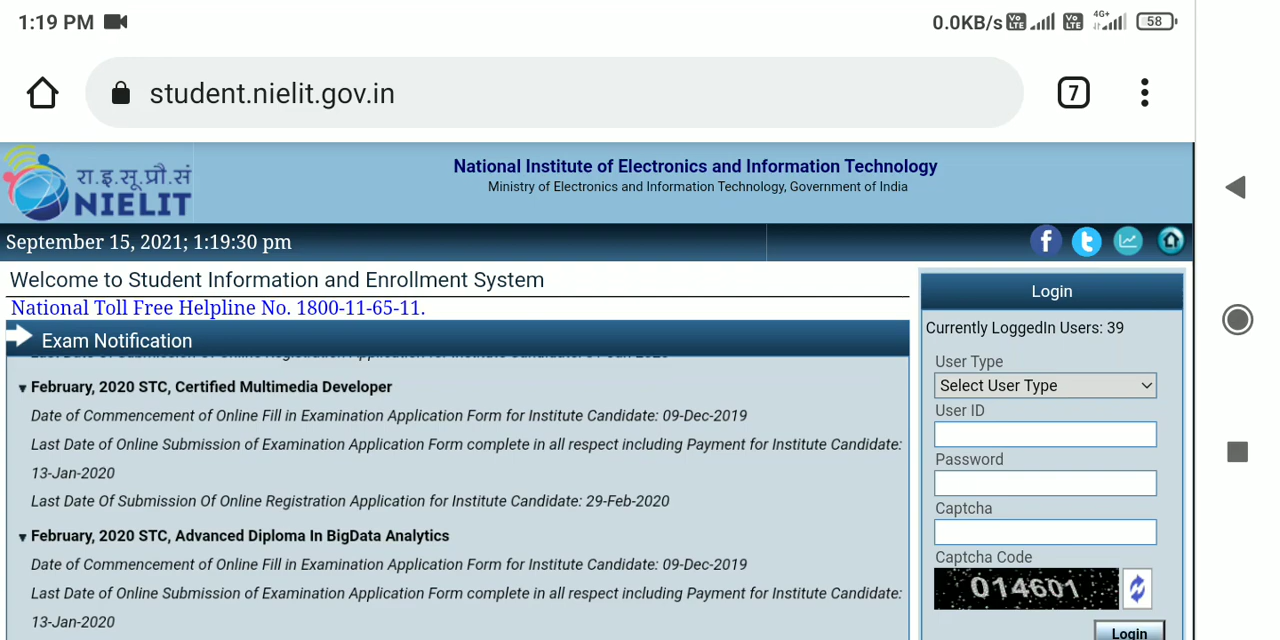 1:19 PM
0.0KB/s Vo LTE Vo LTE 4G+ 58
student.nielit.gov.in
7
रा.इ.सू.प्रौ.सं
NIELIT
National Institute of Electronics and Information Technology
Ministry of Electronics and Information Technology, Government of India
September 15, 2021; 1:19:30 pm
Welcome to Student Information and Enrollment System
National Toll Free Helpline No. 1800-11-65-11.
Exam Notification
February, 2020 STC, Certified Multimedia Developer
Date of Commencement of Online Fill in Examination Application Form for Institute Candidate: 09-Dec-2019
Last Date of Online Submission of Examination Application Form complete in all respect including Payment for Institute Candidate:
13-Jan-2020
Last Date Of Submission Of Online Registration Application for Institute Candidate: 29-Feb-2020
February, 2020 STC, Advanced Diploma In BigData Analytics
Date of Commencement of Online Fill in Examination Application Form for Institute Candidate: 09-Dec-2019
Last Date of Online Submission of Examination Application Form complete in all respect including Payment for Institute Candidate:
13-Jan-2020
Login
Currently LoggedIn Users: 39
User Type
Select User Type
User ID
Password
Captcha
Captcha Code
014601
Login